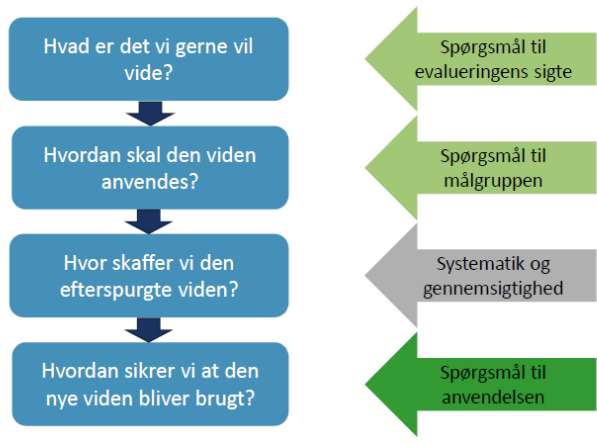 Hvad er det vi gerne vil
vide?
Spørgsmål til
evalueringens sigte
Hvordan skal den viden
anvendes?
Spørgsmål til
målgruppen
Hvor skaffer vi den
efterspurgte viden?
Systematik og
gennemsigtighed
Hvordan sikrer vi at den
nye viden bliver brugt?
Spørgsmål til
anvendelsen